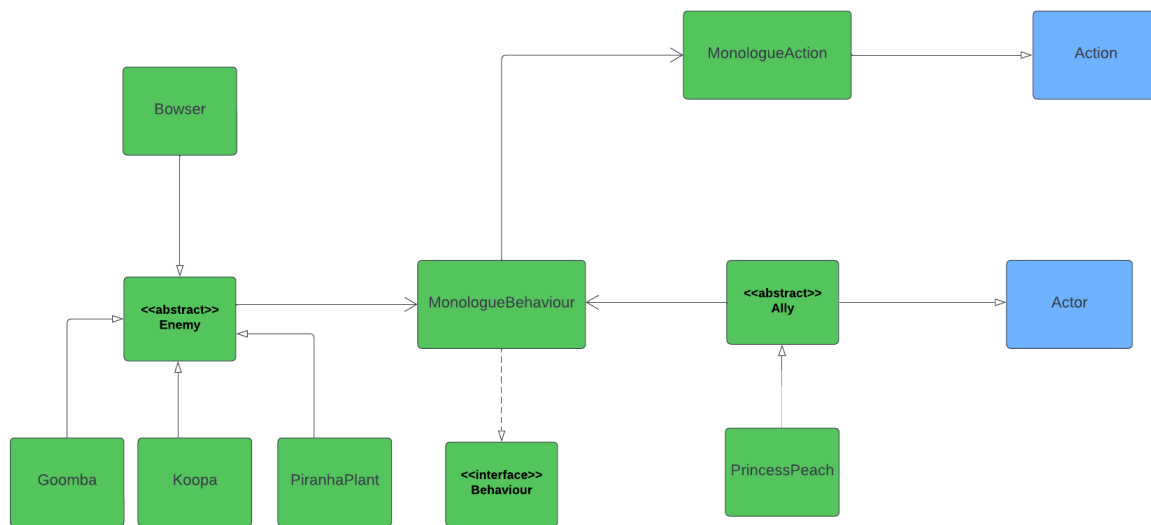 MonologueAction
Action
Bowser
<<abstract>>
Enemy
MonologueBehaviour
<<abstract>>
Ally
Actor
Goomba
Koopa
PiranhaPlant
<<interface>>
Behaviour
PrincessPeach